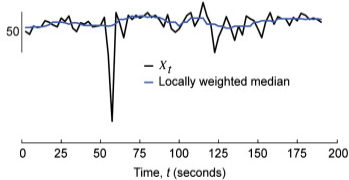 50
X_t
Locally weighted median
0 25 50 75 100 125 150 175 200
Time, t (seconds)